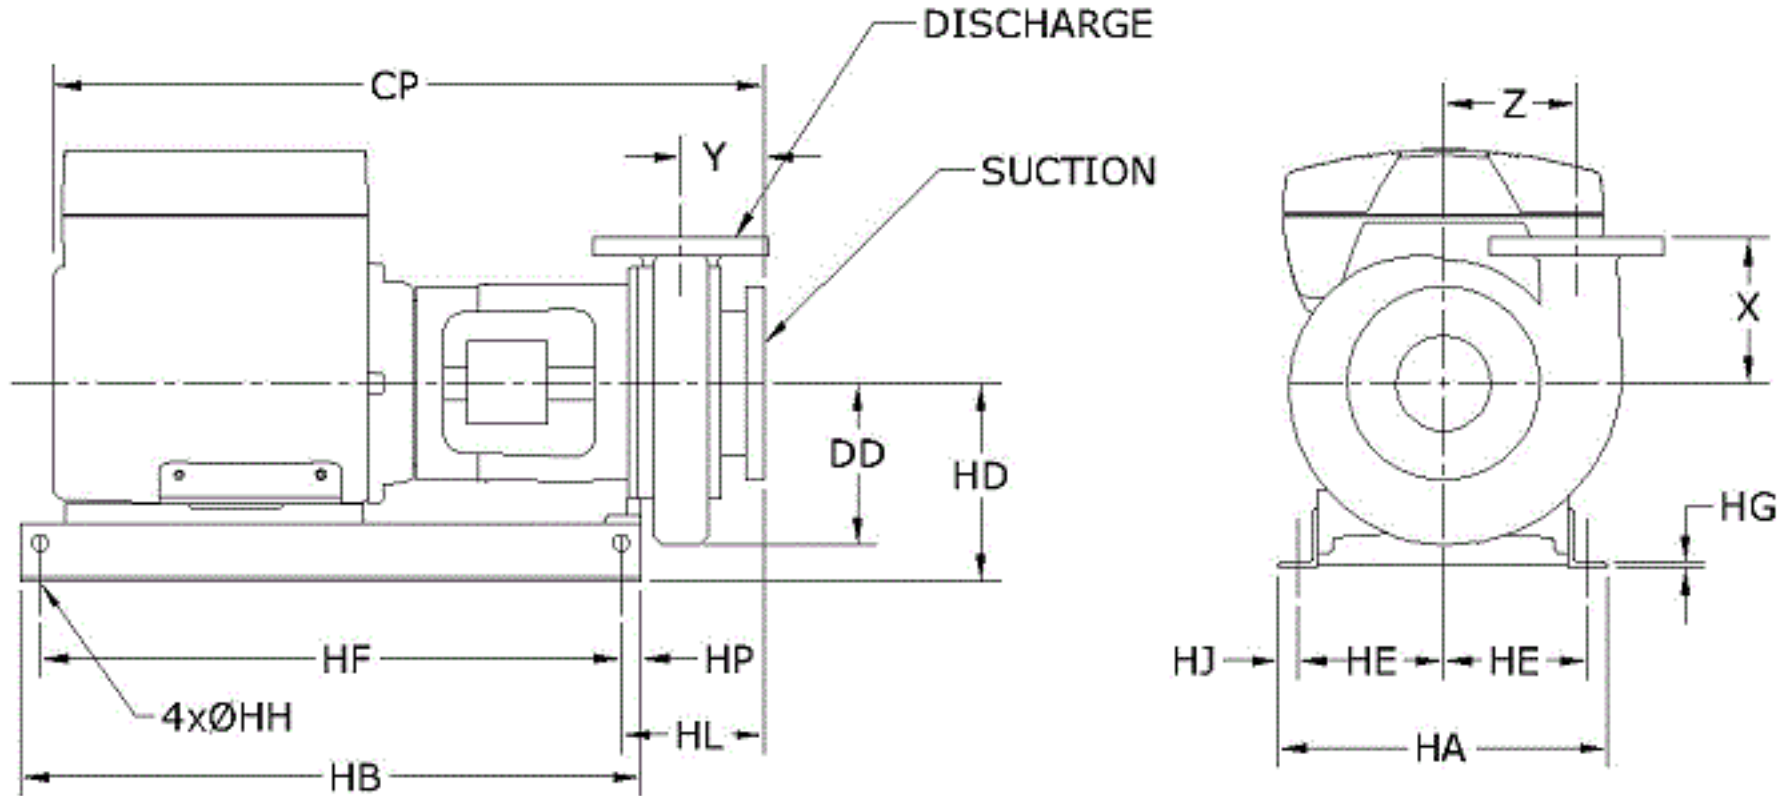 DISCHARGE
CP
Z
Y
SUCTION
X
DD
HD
HG
HF
HP
HJ
HE
HE
4xØHH
HL
HA
HB